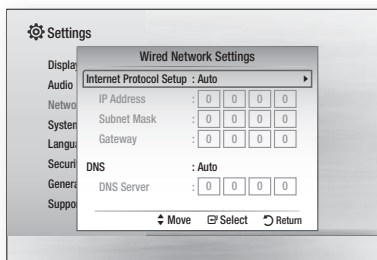 Settings
Wired Network Settings
Display
Audio
Internet Protocol Setup : Auto
IP Address : 0 0 0 0
Subnet Mask : 0 0 0 0
Gateway : 0 0 0 0
DNS : Auto
DNS Server : 0 0 0 0
Move Select Return